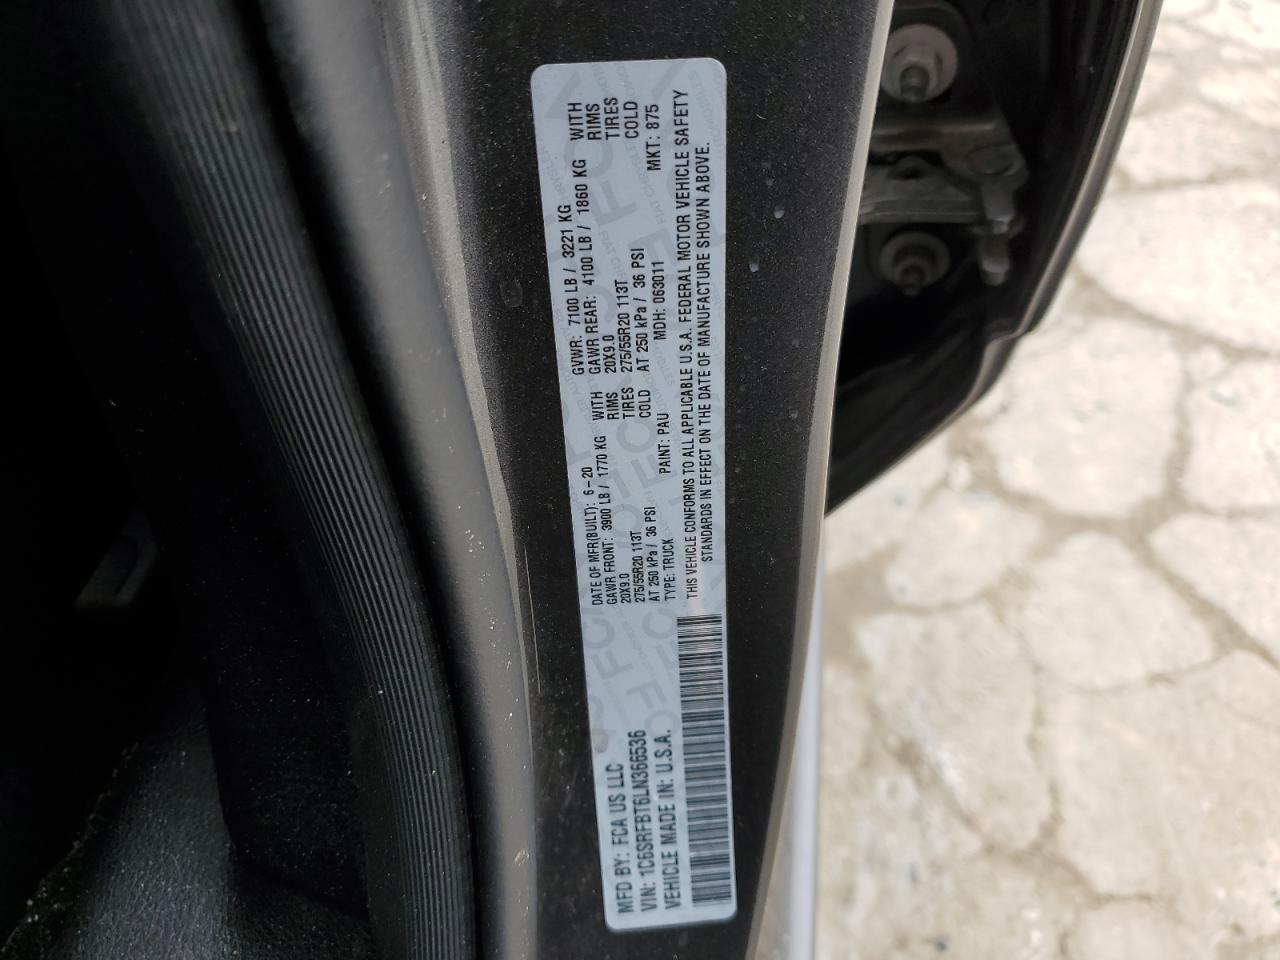 MFD BY: FCA US LLC
DATE OF MFR(BUILT): 6-20
GVWR: 7100 LB / 3221 KG
GAWR FRONT: 3900 LB / 1770 KG WITH
20X9.0 RIMS
275/55R20 113T TIRES
AT 250 kPa / 36 PSI COLD
GAWR REAR: 4100 LB / 1860 KG WITH
20X9.0 RIMS
275/55R20 113T TIRES
AT 250 kPa / 36 PSI COLD
VIN: 1C6SRFBT6LN366536
TYPE: TRUCK PAINT: PAU MDH: 063011 MKT: 875
VEHICLE MADE IN: U.S.A.
THIS VEHICLE CONFORMS TO ALL APPLICABLE U.S.A. FEDERAL MOTOR VEHICLE SAFETY
STANDARDS IN EFFECT ON THE DATE OF MANUFACTURE SHOWN ABOVE.